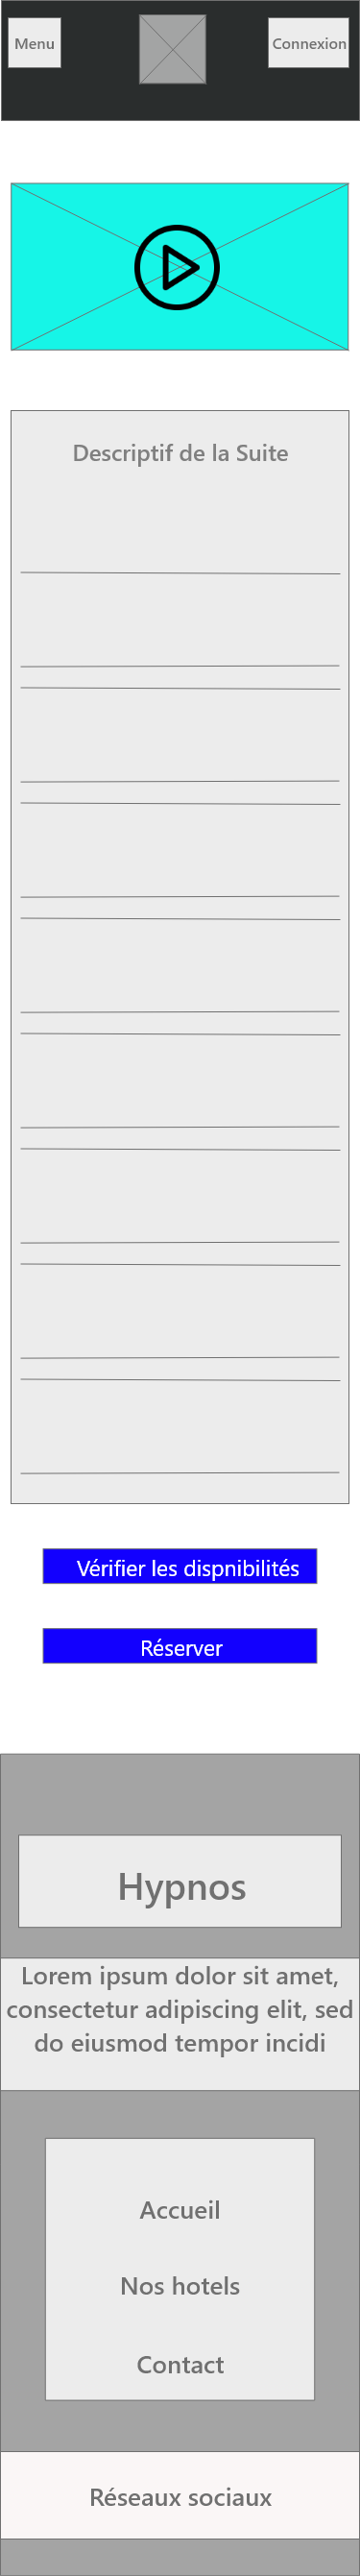 Menu
Connexion
Descriptif de la Suite
Vérifier les dispnibilités
Réserver
Hypnos
Lorem ipsum dolor sit amet,
consectetur adipiscing elit, sed
do eiusmod tempor incidi
Accueil
Nos hotels
Contact
Réseaux sociaux